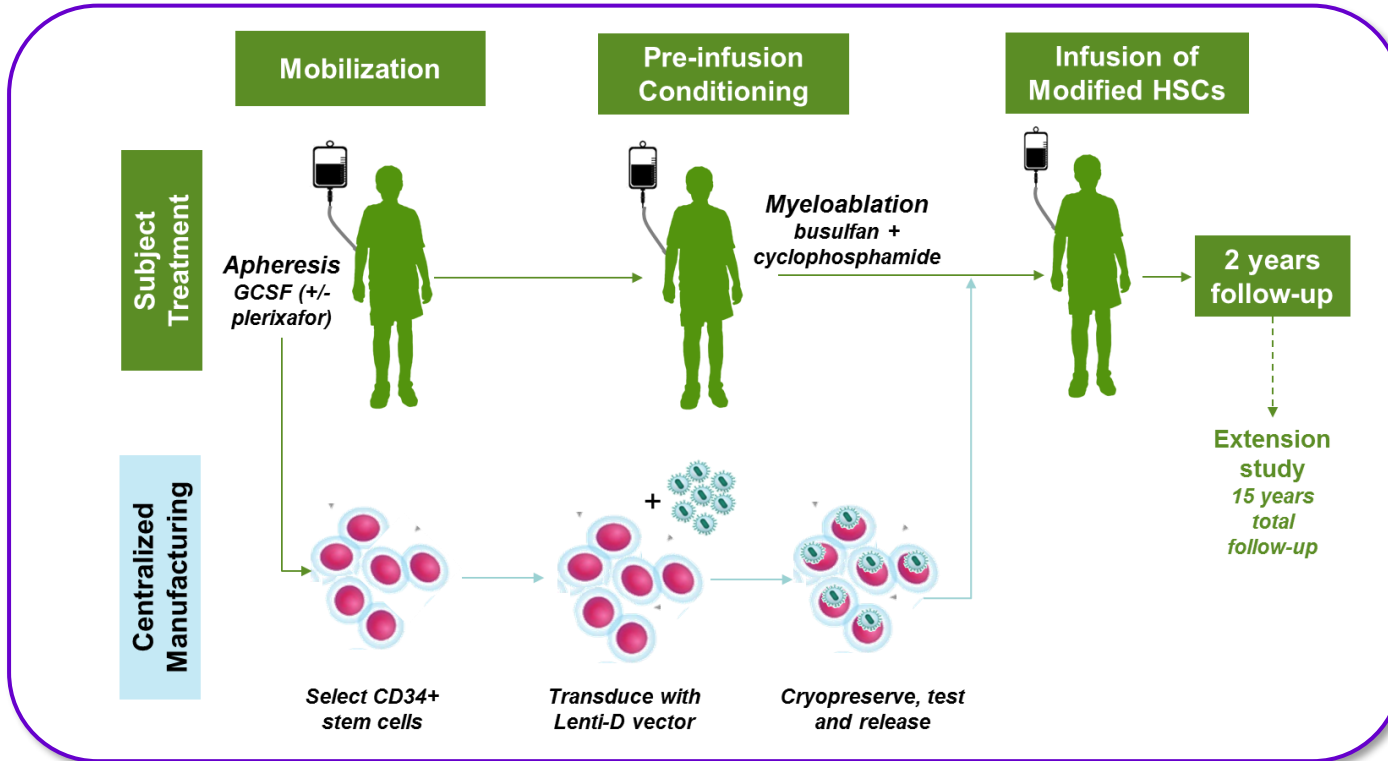 Mobilization
Pre-infusion
Conditioning
Infusion of
Modified HSCs
Subject
Treatment
Apheresis
GCSF (+/-
plerixafor)
Myeloablation
busulfan +
cyclophosphamide
2 years
follow-up
Extension
study
15 years
total
follow-up
Centralized
Manufacturing
+
Select CD34+
stem cells
Transduce with
Lenti-D vector
Cryopreserve, test
and release